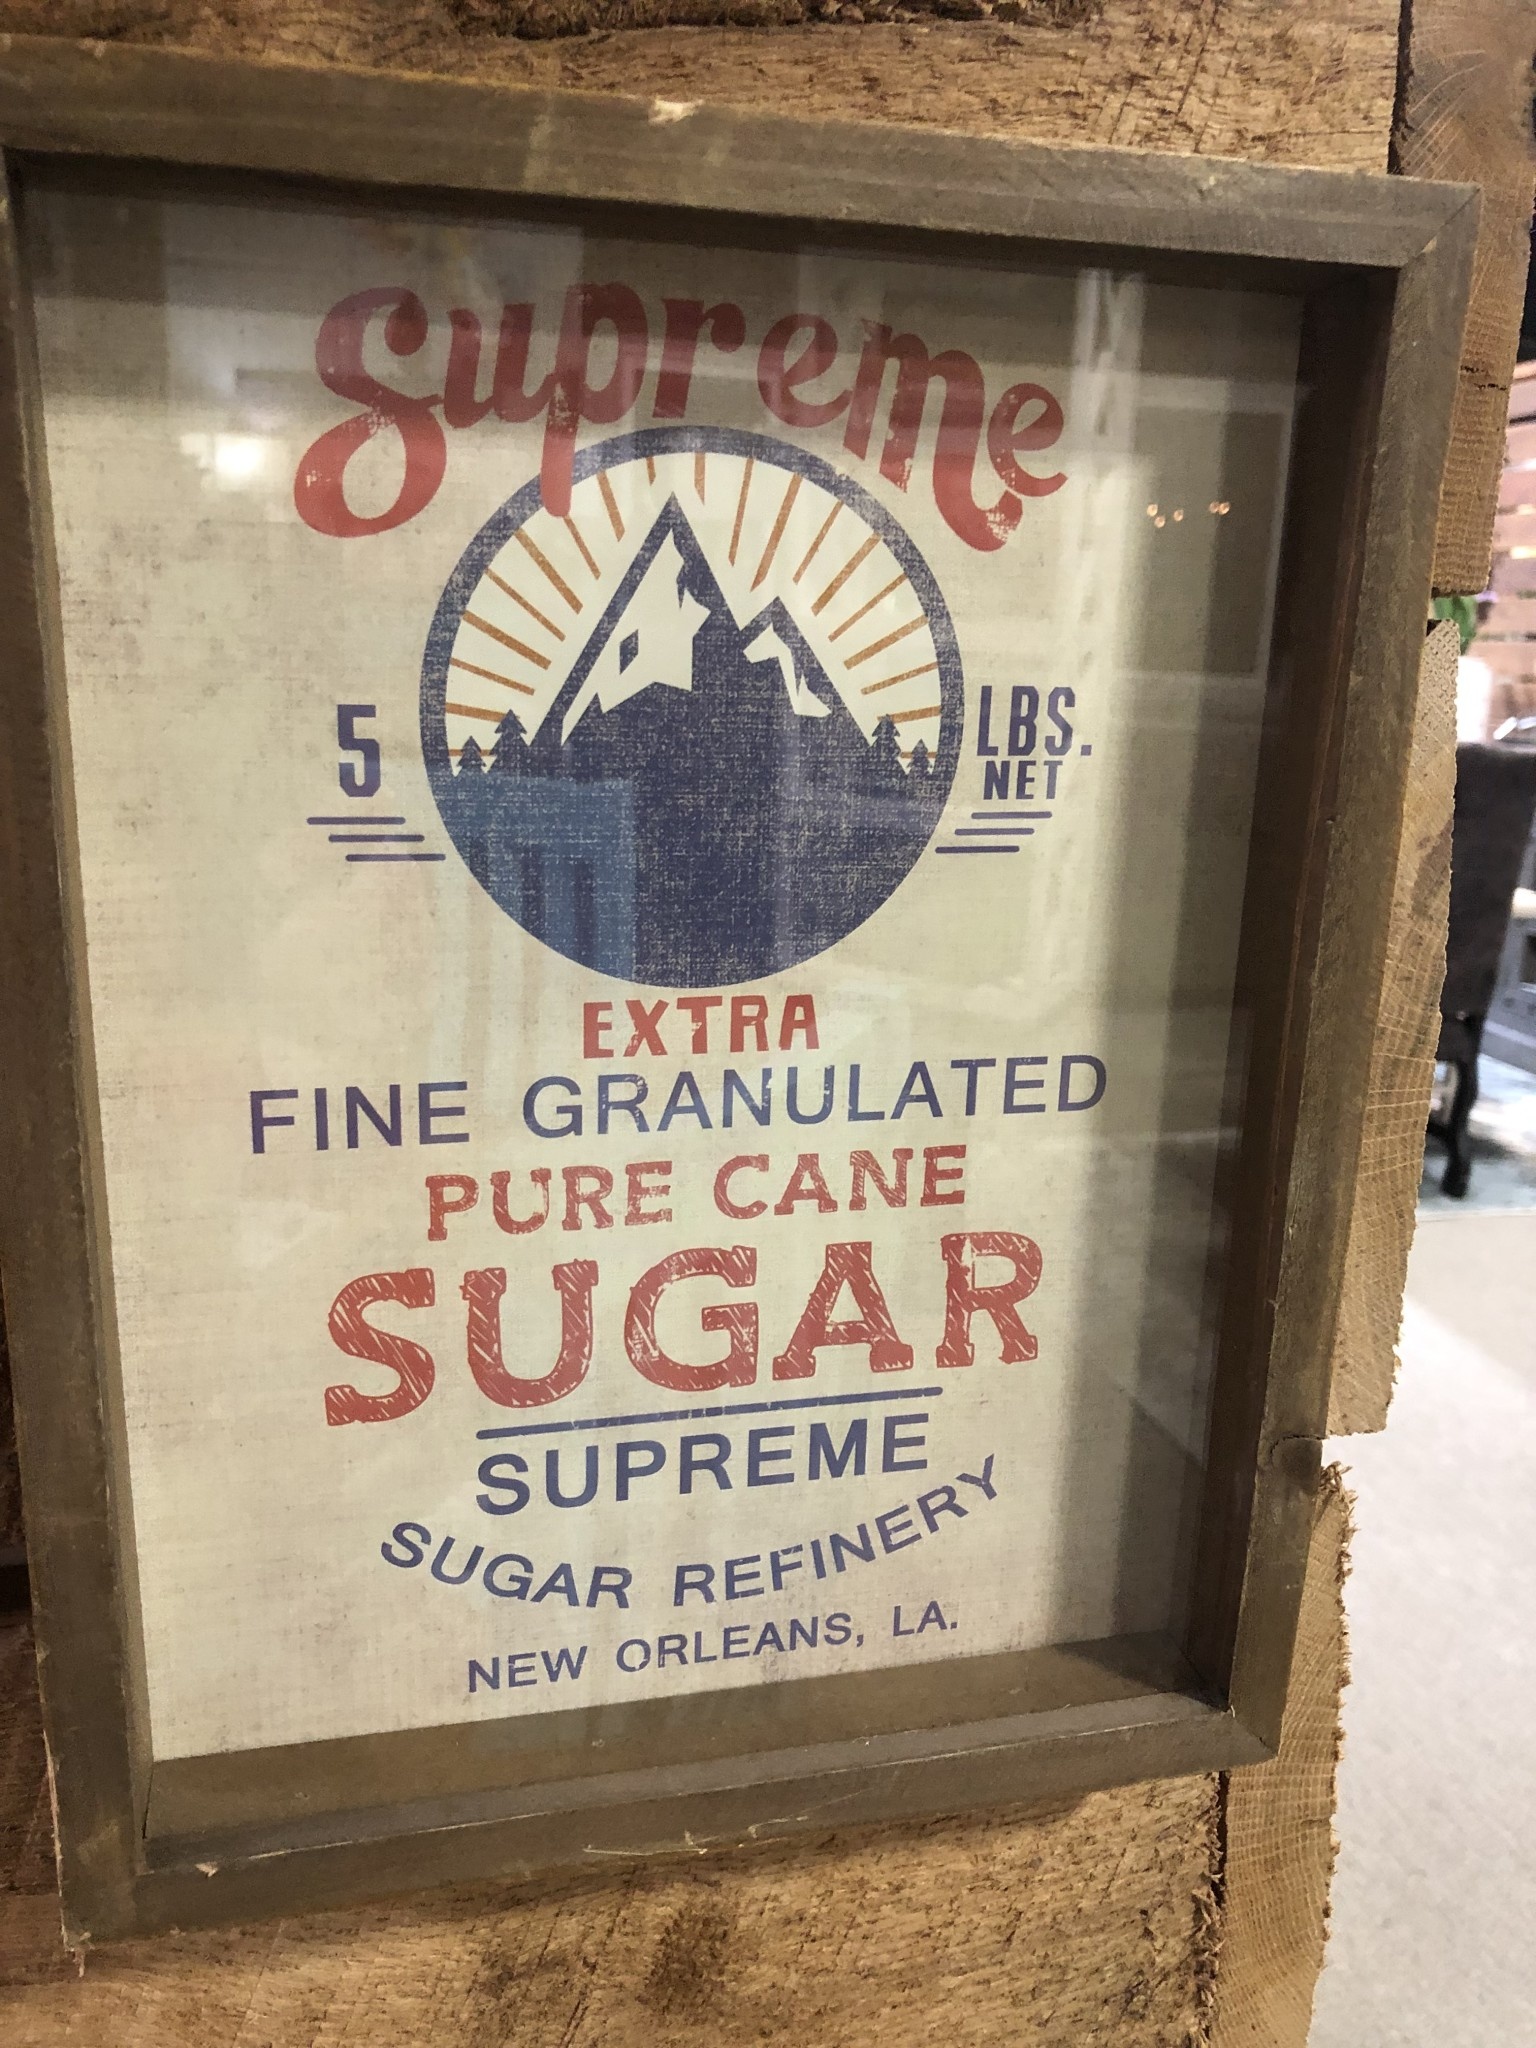 Supreme
5 LBS.
NET
EXTRA
FINE GRANULATED
PURE CANE
SUGAR
SUPREME
SUGAR REFINERY
NEW ORLEANS, LA.